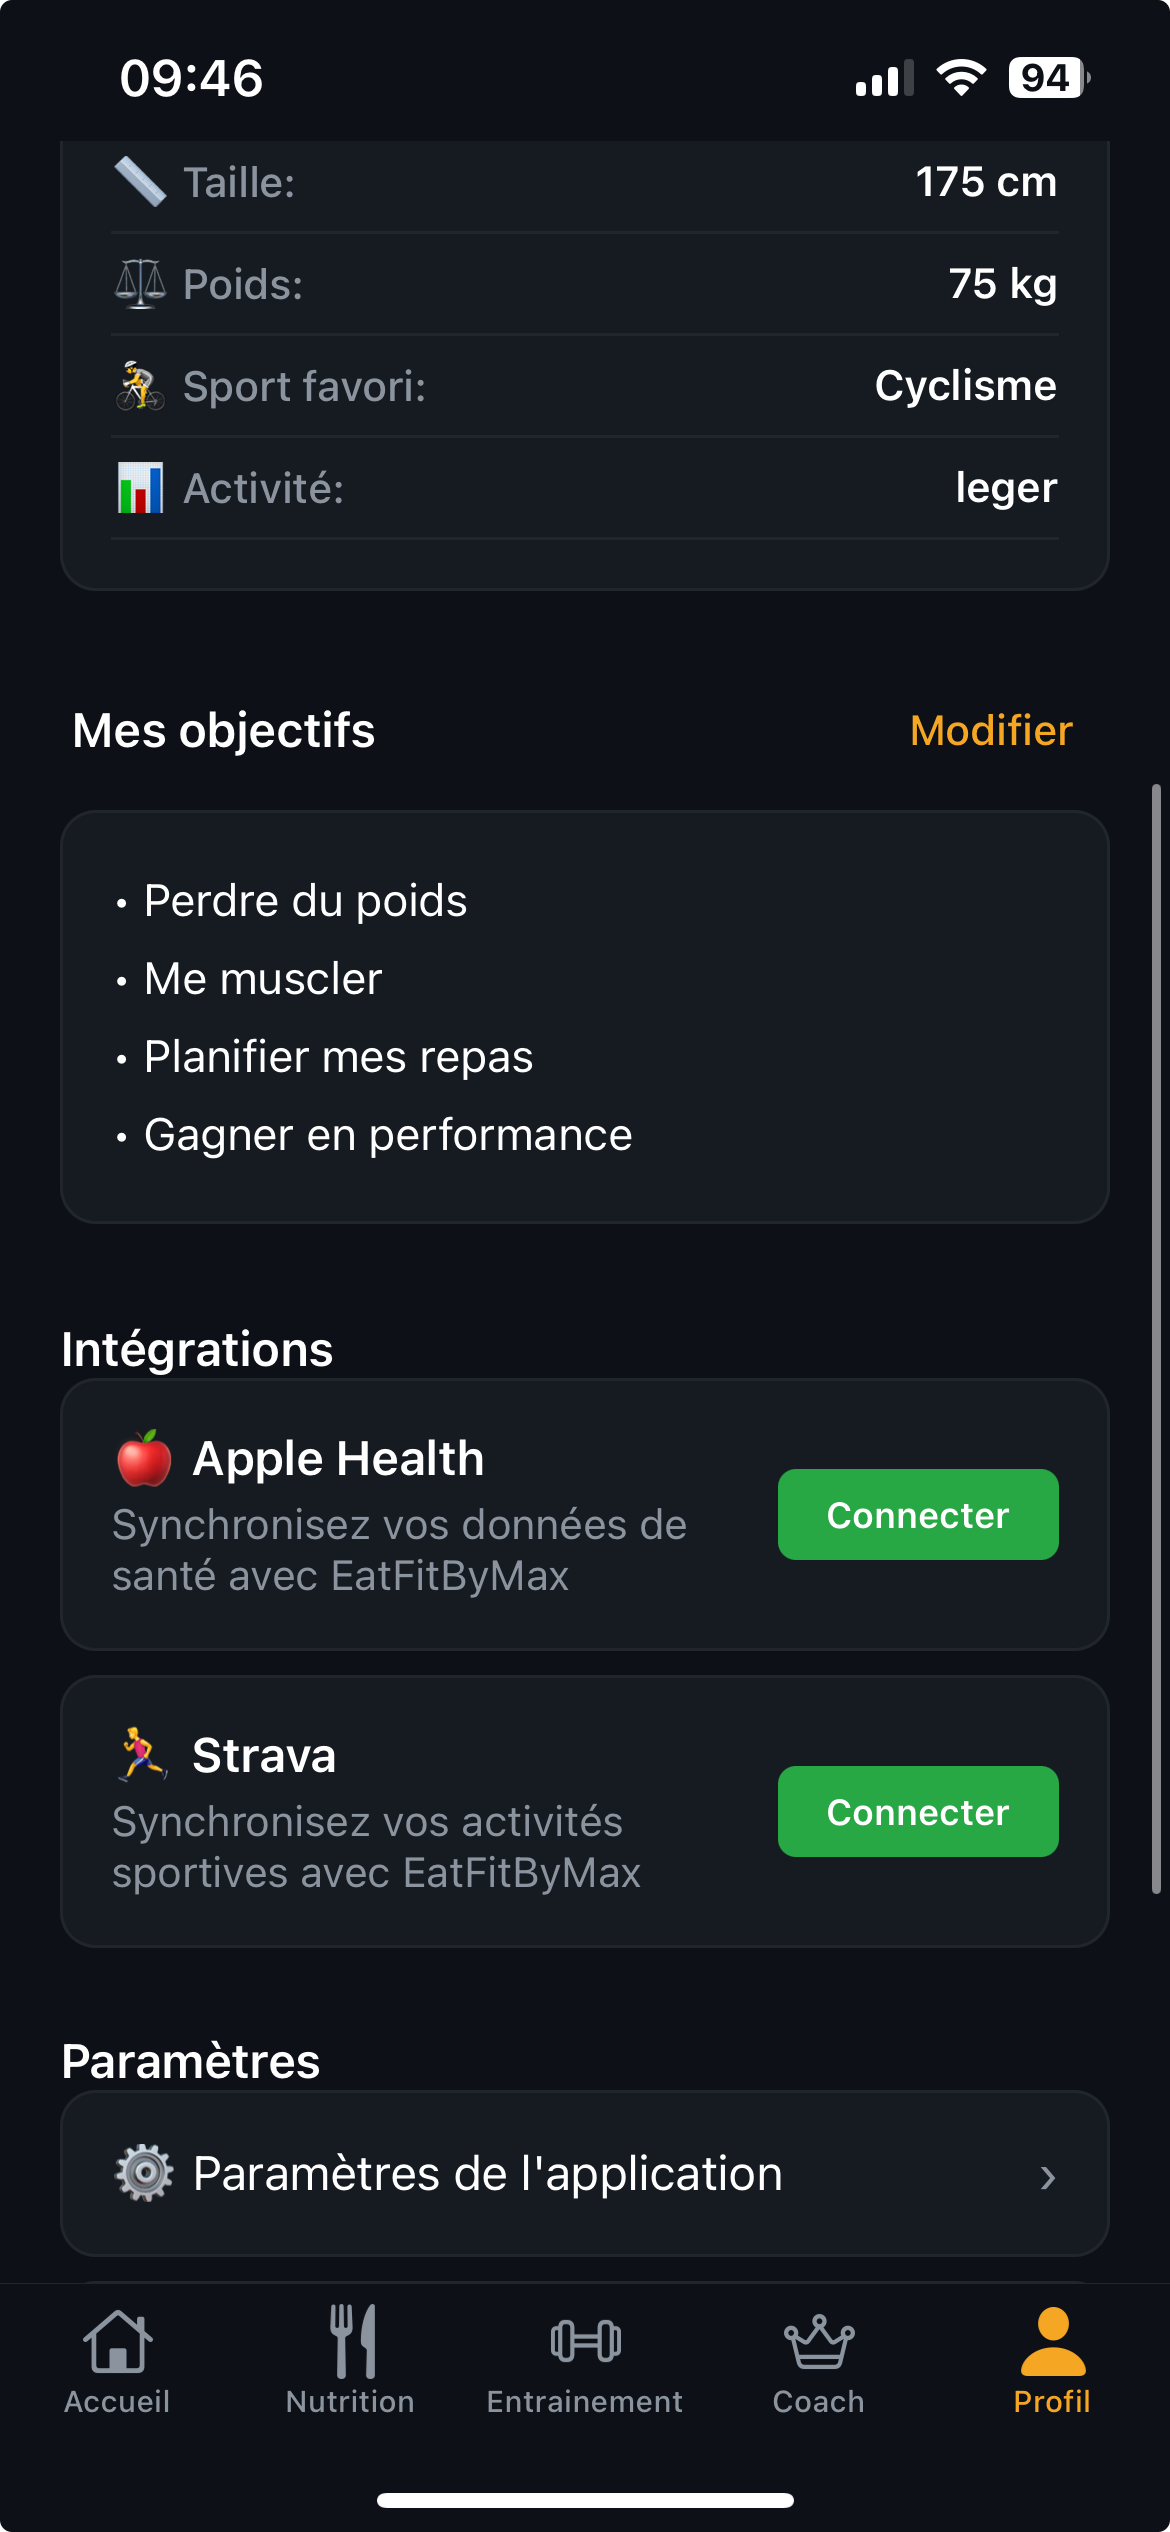 09:46
94
Taille: 175 cm
Poids: 75 kg
Sport favori: Cyclisme
Activité: leger
Mes objectifs Modifier
• Perdre du poids
• Me muscler
• Planifier mes repas
• Gagner en performance
Intégrations
Apple Health
Synchronisez vos données de
santé avec EatFitByMax
Connecter
Strava
Synchronisez vos activités
sportives avec EatFitByMax
Connecter
Paramètres
Paramètres de l'application ›
Accueil Nutrition Entrainement Coach Profil